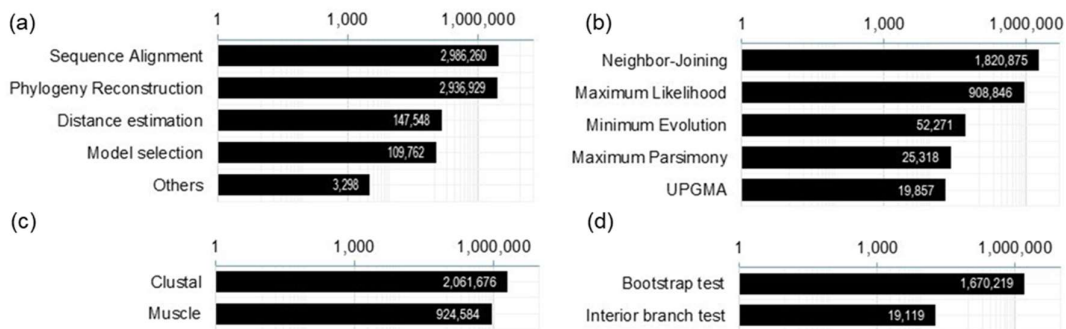 (a)
1 1,000 1,000,000
Sequence Alignment 2,986,260
Phylogeny Reconstruction 2,936,929
Distance estimation 147,548
Model selection 109,762
Others 3,298
(b)
1 1,000 1,000,000
Neighbor-Joining 1,820,875
Maximum Likelihood 908,846
Minimum Evolution 52,271
Maximum Parsimony 25,318
UPGMA 19,857
(c)
1 1,000 1,000,000
Clustal 2,061,676
Muscle 924,584
(d)
1 1,000 1,000,000
Bootstrap test 1,670,219
Interior branch test 19,119